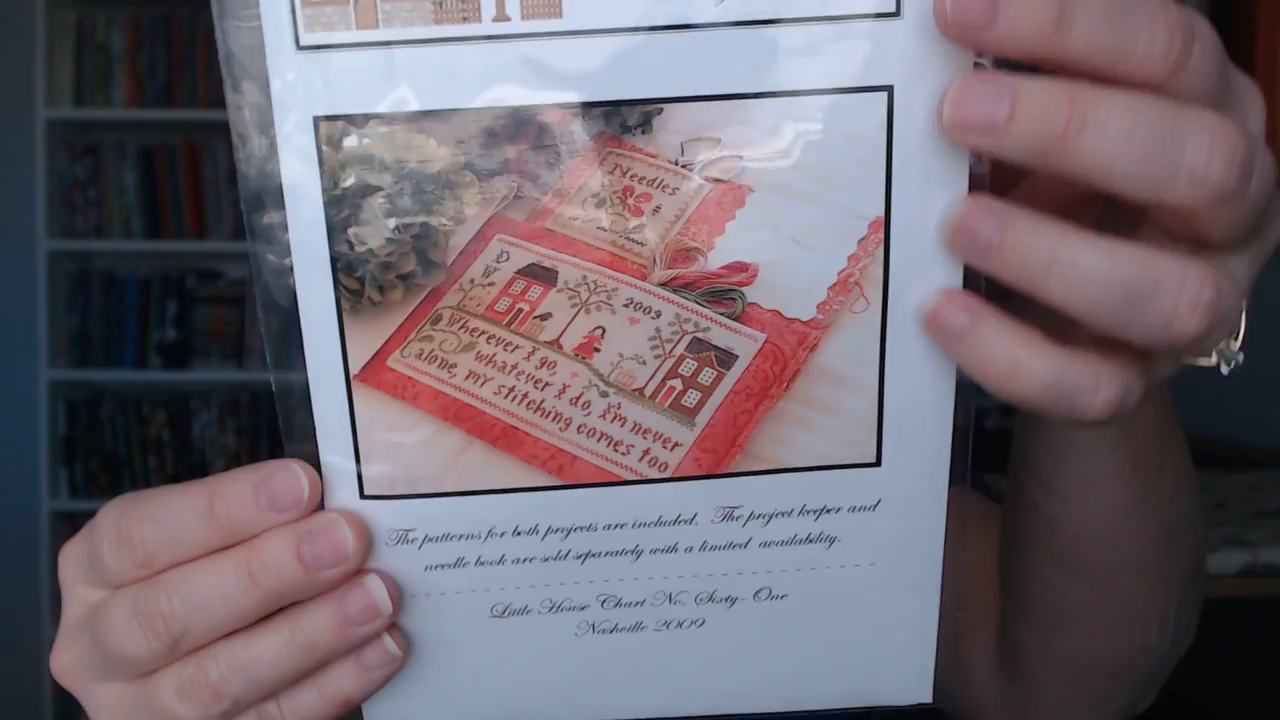 Needles
D
W
2009
Wherever I go,
whatever I do, I'm never
alone, my stitching comes too
The patterns for both projects are included. The project keeper and
needle book are sold separately with a limited availability.
Little House Chart No. Sixty-One
Nashville 2009